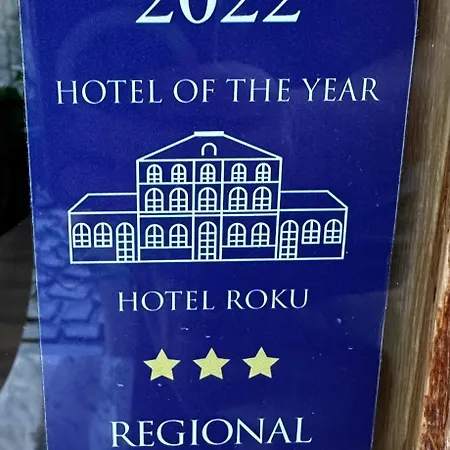 2022
HOTEL OF THE YEAR
HOTEL ROKU
REGIONAL